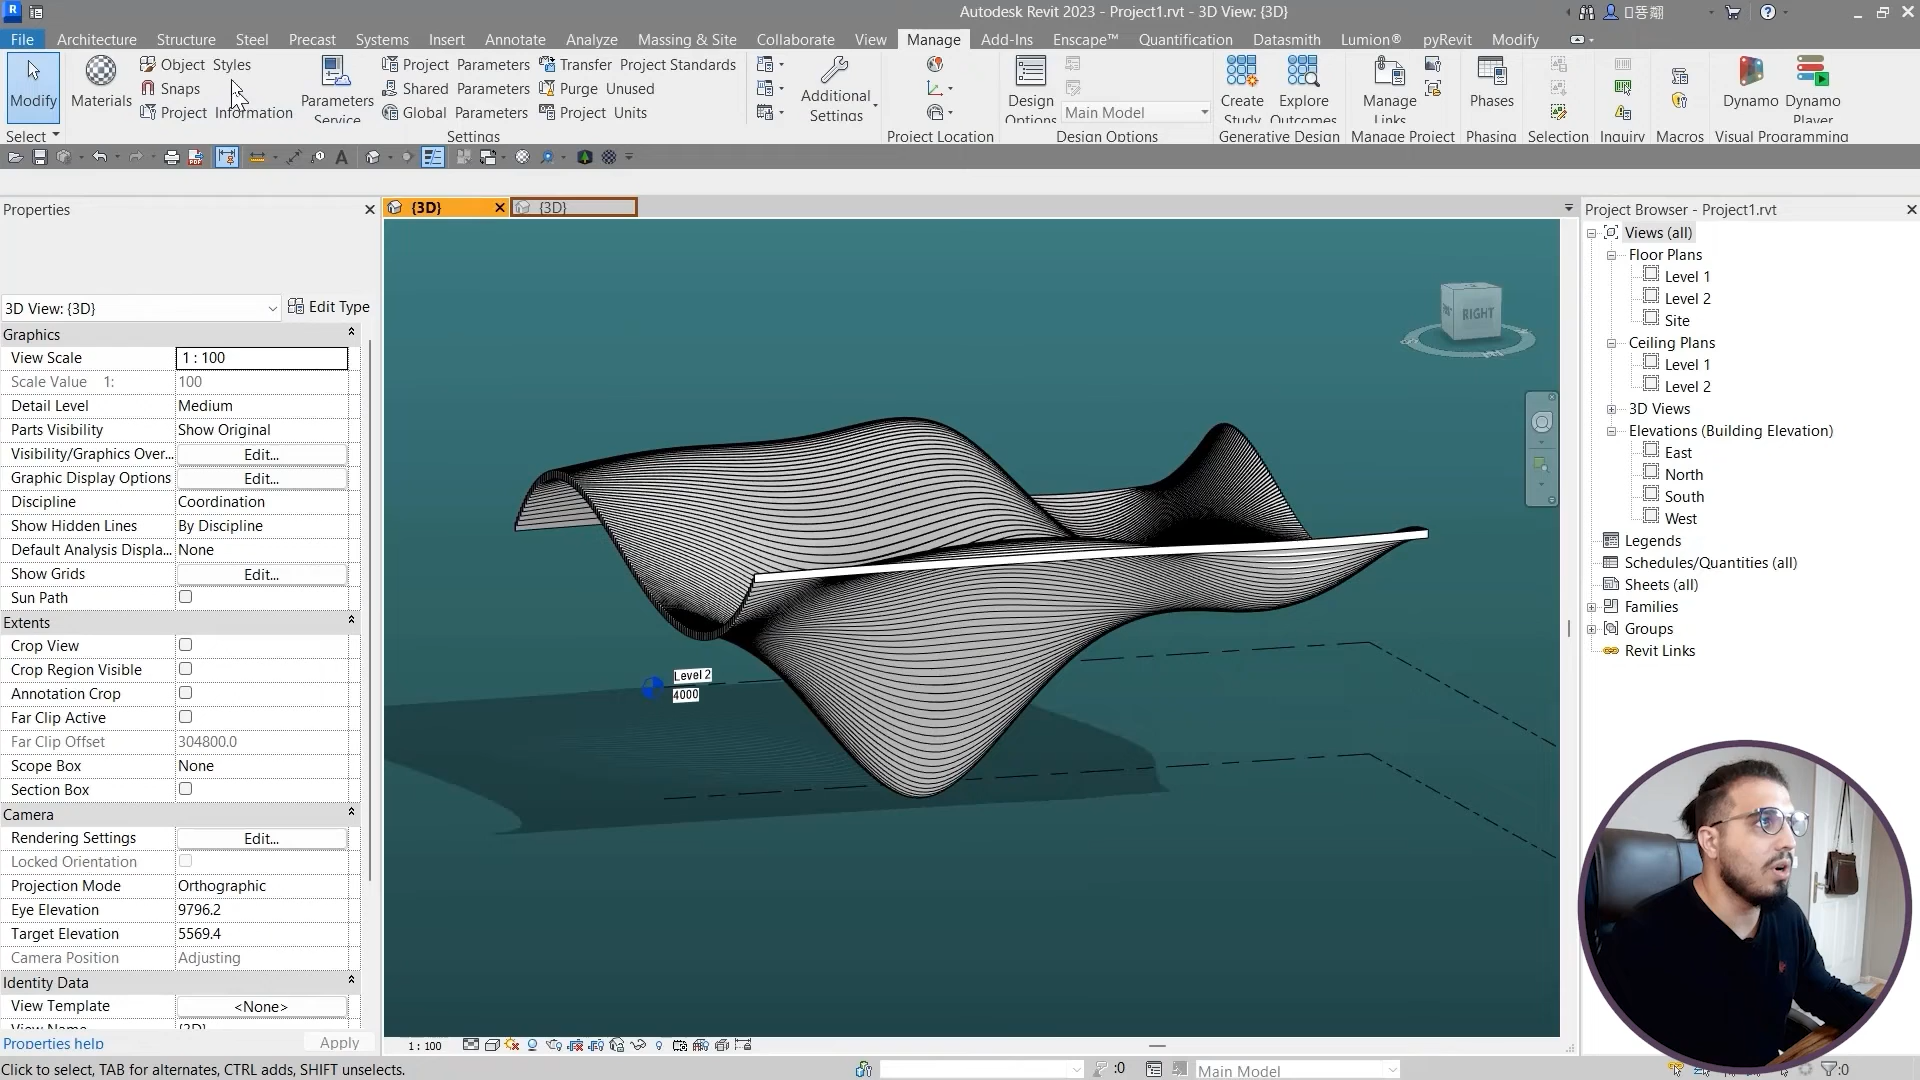 Autodesk Revit 2023 - Project1.rvt - 3D View: {3D}
File Architecture Structure Steel Precast Systems Insert Annotate Analyze Massing & Site Collaborate View Manage Add-Ins Enscape™ Quantification Datasmith Lumion® pyRevit Modify
Modify
Materials
Object Styles
Snaps
Project Information
Parameters
Service
Project Parameters
Shared Parameters
Global Parameters
Transfer Project Standards
Purge Unused
Project Units
Additional
Settings
Design
Options
Main Model
Create
Study
Explore
Outcomes
Manage
Links
Phases
Dynamo
Dynamo
Player
Select Settings Project Location Design Options Generative Design Manage Project Phasing Selection Inquiry Macros Visual Programming
Properties
{3D}
{3D}
Project Browser - Project1.rvt
3D View: {3D}
Edit Type
Graphics
View Scale 1 : 100
Scale Value 1: 100
Detail Level Medium
Parts Visibility Show Original
Visibility/Graphics Over... Edit...
Graphic Display Options Edit...
Discipline Coordination
Show Hidden Lines By Discipline
Default Analysis Displa... None
Show Grids Edit...
Sun Path
Extents
Crop View
Crop Region Visible
Annotation Crop
Far Clip Active
Far Clip Offset 304800.0
Scope Box None
Section Box
Camera
Rendering Settings Edit...
Locked Orientation
Projection Mode Orthographic
Eye Elevation 9796.2
Target Elevation 5569.4
Camera Position Adjusting
Identity Data
View Template <None>
View Name {3D}
Properties help Apply
RIGHT
Level 2
4000
Views (all)
Floor Plans
Level 1
Level 2
Site
Ceiling Plans
Level 1
Level 2
3D Views
Elevations (Building Elevation)
East
North
South
West
Legends
Schedules/Quantities (all)
Sheets (all)
Families
Groups
Revit Links
1 : 100
Click to select, TAB for alternates, CTRL adds, SHIFT unselects.
:0
Main Model
:0